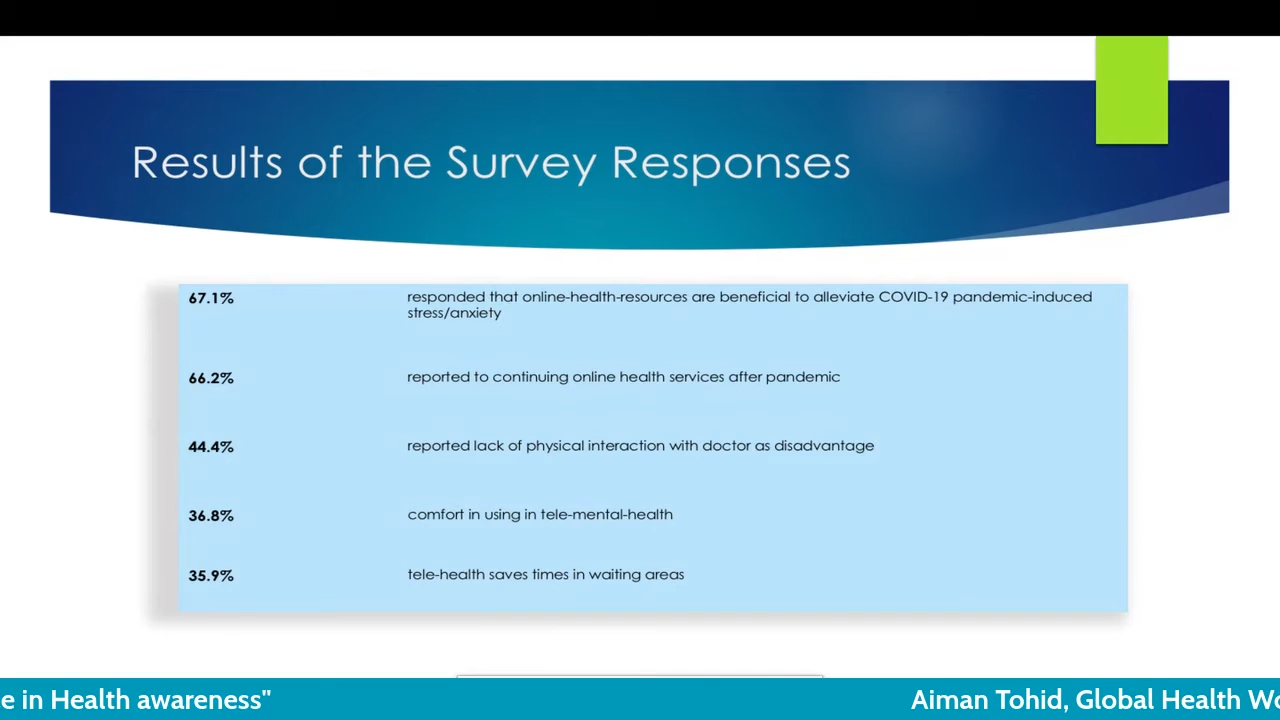 Results of the Survey Responses
67.1% responded that online-health-resources are beneficial to alleviate COVID-19 pandemic-induced
stress/anxiety
66.2% reported to continuing online health services after pandemic
44.4% reported lack of physical interaction with doctor as disadvantage
36.8% comfort in using in tele-mental-health
35.9% tele-health saves times in waiting areas
in Health awareness" Aiman Tohid, Global Health